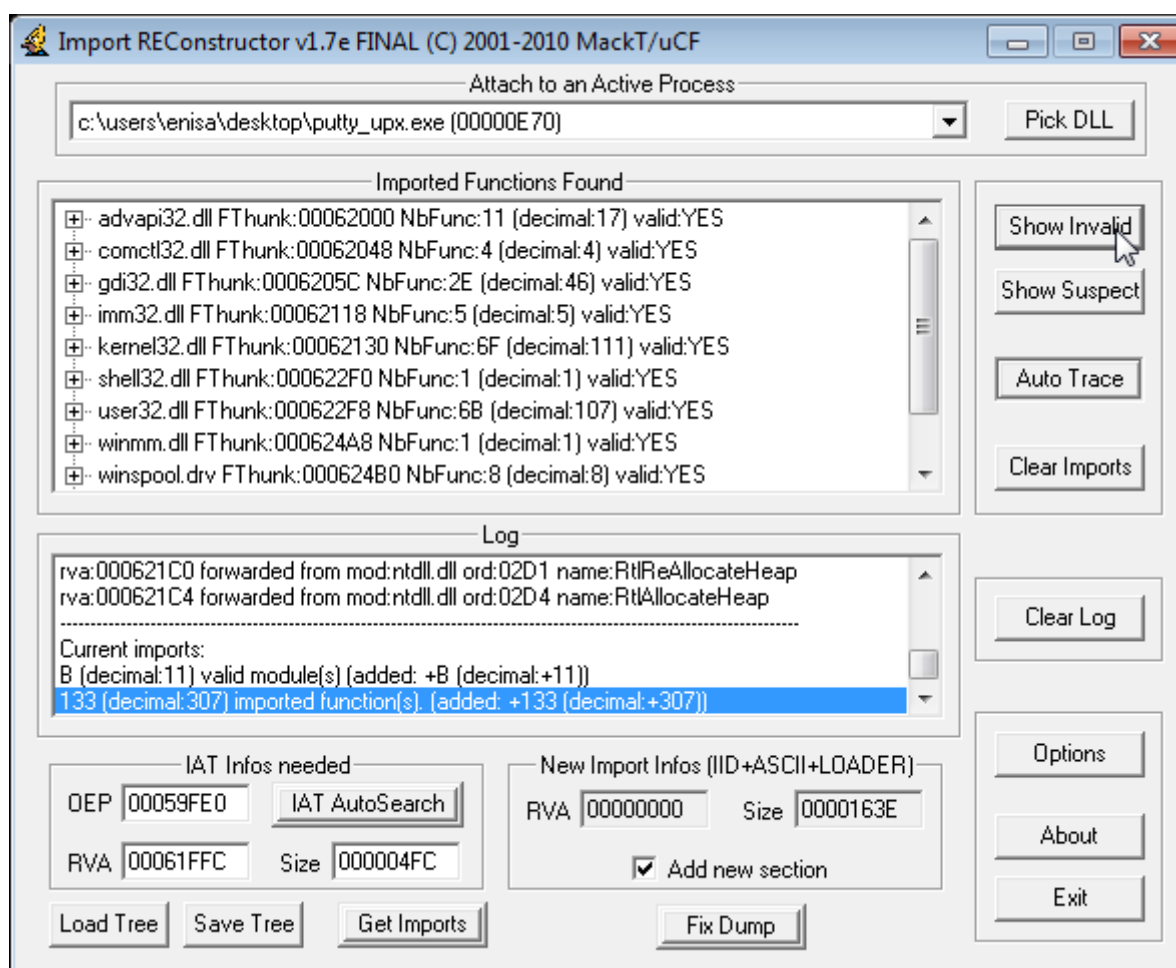 Import REConstructor v1.7e FINAL (C) 2001-2010 MackT/uCF
Attach to an Active Process
c:\users\enisa\desktop\putty_upx.exe (00000E70)
Pick DLL
Imported Functions Found
advapi32.dll FThunk:00062000 NbFunc:11 (decimal:17) valid:YES
comctl32.dll FThunk:00062048 NbFunc:4 (decimal:4) valid:YES
gdi32.dll FThunk:0006205C NbFunc:2E (decimal:46) valid:YES
imm32.dll FThunk:00062118 NbFunc:5 (decimal:5) valid:YES
kernel32.dll FThunk:00062130 NbFunc:6F (decimal:111) valid:YES
shell32.dll FThunk:000622F0 NbFunc:1 (decimal:1) valid:YES
user32.dll FThunk:000622F8 NbFunc:6B (decimal:107) valid:YES
winmm.dll FThunk:000624A8 NbFunc:1 (decimal:1) valid:YES
winspool.drv FThunk:000624B0 NbFunc:8 (decimal:8) valid:YES
Show Invalid
Show Suspect
Auto Trace
Clear Imports
Log
rva:000621C0 forwarded from mod:ntdll.dll ord:02D1 name:RtlReAllocateHeap
rva:000621C4 forwarded from mod:ntdll.dll ord:02D4 name:RtlAllocateHeap
---------------------------------------------------------------------------
Current imports:
B (decimal:11) valid module(s) (added: +B (decimal:+11))
133 (decimal:307) imported function(s). (added: +133 (decimal:+307))
Clear Log
IAT Infos needed
OEP 00059FE0 IAT AutoSearch
RVA 00061FFC Size 000004FC
New Import Infos (IID+ASCII+LOADER)
RVA 00000000 Size 0000163E
Add new section
Options
About
Exit
Load Tree Save Tree Get Imports Fix Dump